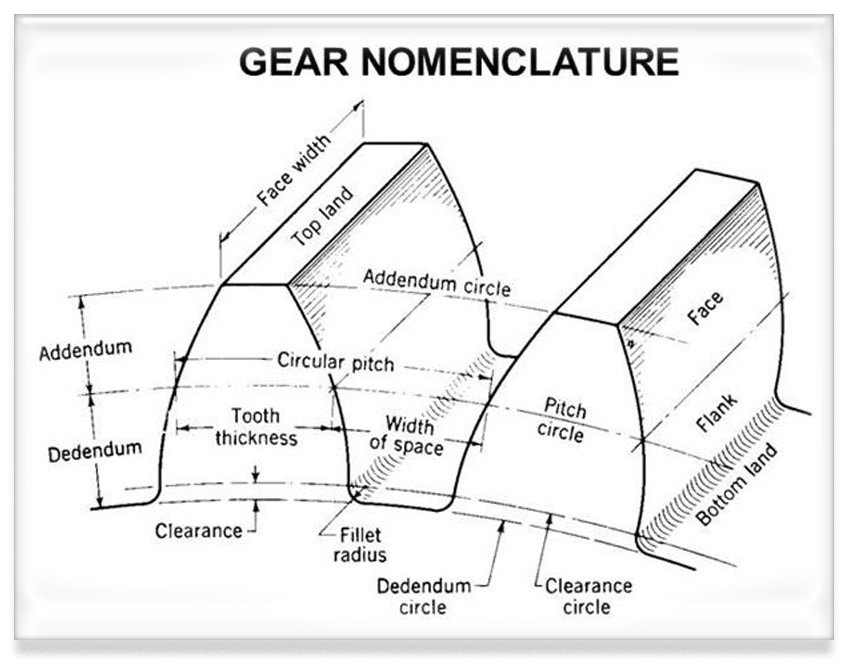 GEAR NOMENCLATURE
Face width
Top land
Addendum circle
Face
Addendum
Circular pitch
Tooth
thickness
Width
of space
Pitch
circle
Flank
Dedendum
Bottom land
Clearance
Fillet
radius
Dedendum
circle
Clearance
circle